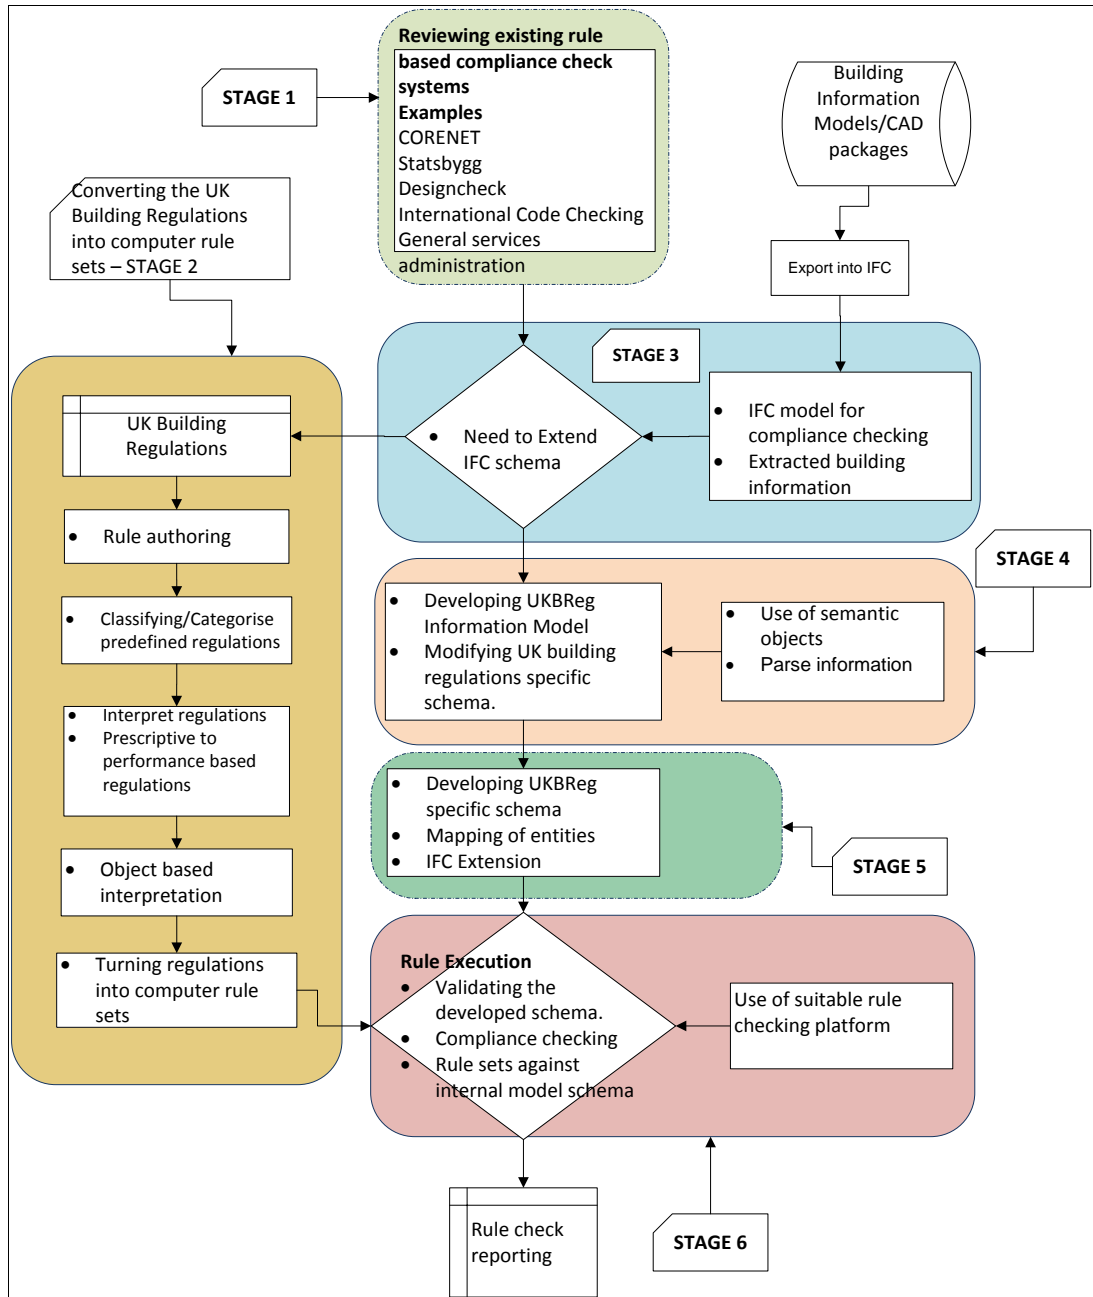 Reviewing existing rule
based compliance check
systems
Examples
CORENET
Statsbygg
Designcheck
International Code Checking
General services
administration
STAGE 1
Building
Information
Models/CAD
packages
Converting the UK
Building Regulations
into computer rule
sets – STAGE 2
Export into IFC
STAGE 3
UK Building
Regulations
• Need to Extend
IFC schema
• IFC model for
compliance checking
• Extracted building
information
• Rule authoring
STAGE 4
• Classifying/Categorise
predefined regulations
• Developing UKBReg
Information Model
• Modifying UK building
regulations specific
schema.
• Use of semantic
objects
• Parse information
• Interpret regulations
• Prescriptive to
performance based
regulations
• Developing UKBReg
specific schema
• Mapping of entities
• IFC Extension
STAGE 5
• Object based
interpretation
• Turning regulations
into computer rule
sets
Rule Execution
• Validating the
developed schema.
• Compliance checking
• Rule sets against
internal model schema
Use of suitable rule
checking platform
Rule check
reporting
STAGE 6